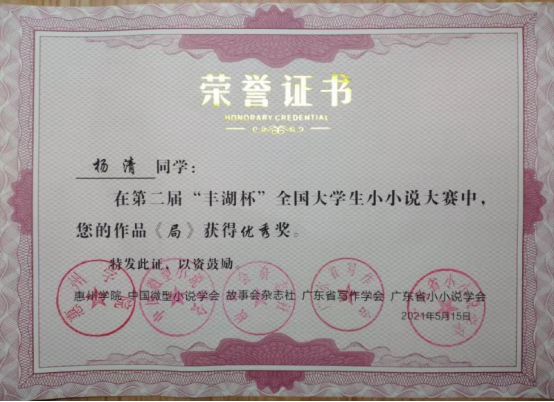 荣誉证书
HONORARY CREDENTIAL
杨清 同学：
在第二届“丰湖杯”全国大学生小小说大赛中，
您的作品《局》获得优秀奖。
特发此证，以资鼓励。
惠州学院 中国微型小说学会 故事会杂志社 广东省写作学会 广东省小小说学会
2021年5月15日